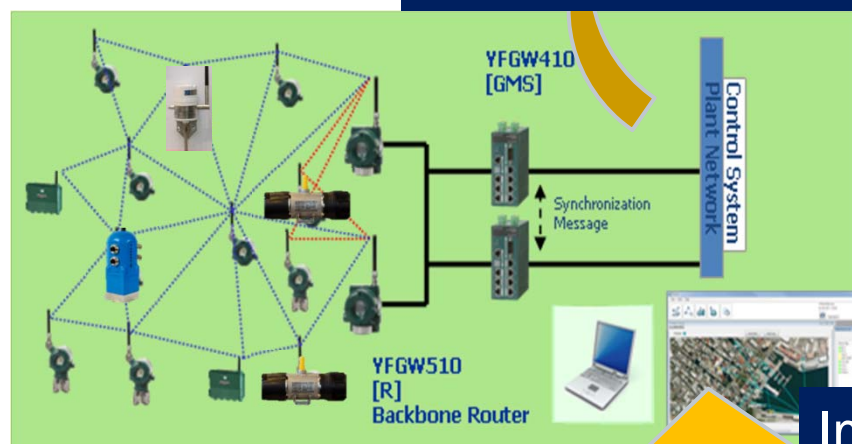 YFGW410
[GMS]
Synchronization
Message
Control System
Plant Network
YFGW510
[R]
Backbone Router
In